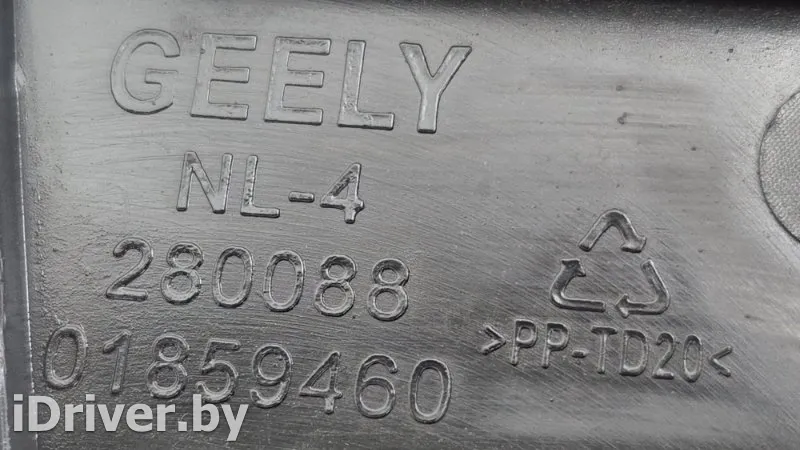 GEELY
NL-4
280088
01859460
>PP-TD20<
iDriver.by